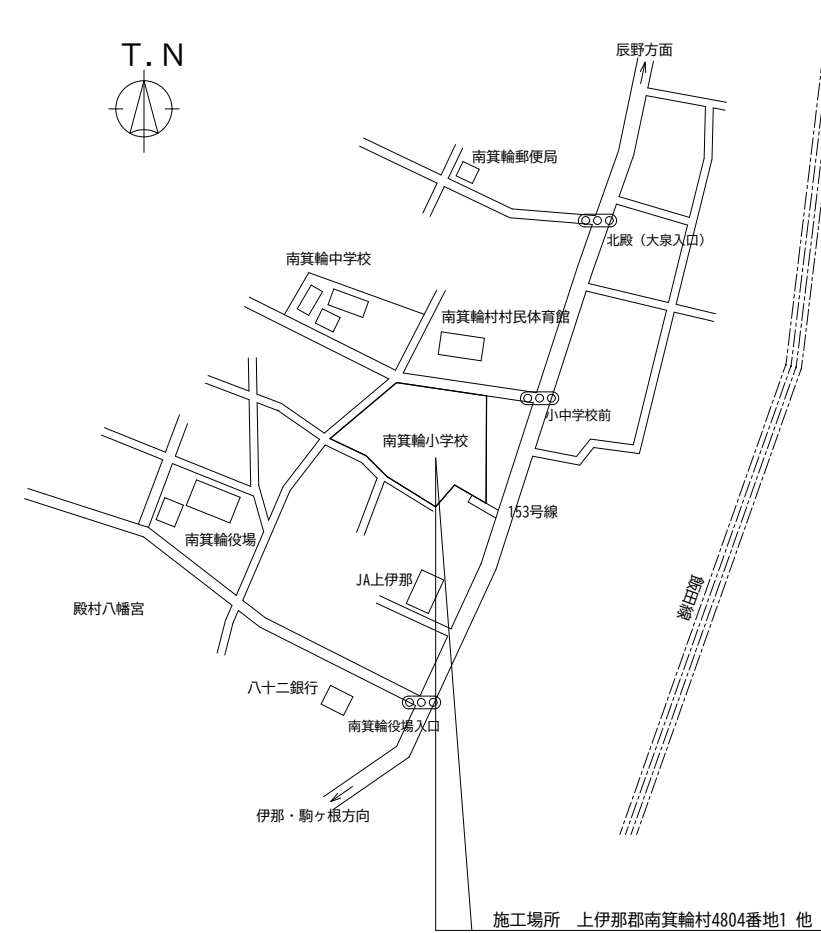 T.N
辰野方面
南箕輪郵便局
北殿（大泉入口）
南箕輪中学校
南箕輪村村民体育館
小中学校前
南箕輪小学校
153号線
南箕輪役場
JA上伊那
飯田線
殿村八幡宮
八十二銀行
南箕輪役場入口
伊那・駒ヶ根方向
施工場所　上伊那郡南箕輪村4804番地1 他